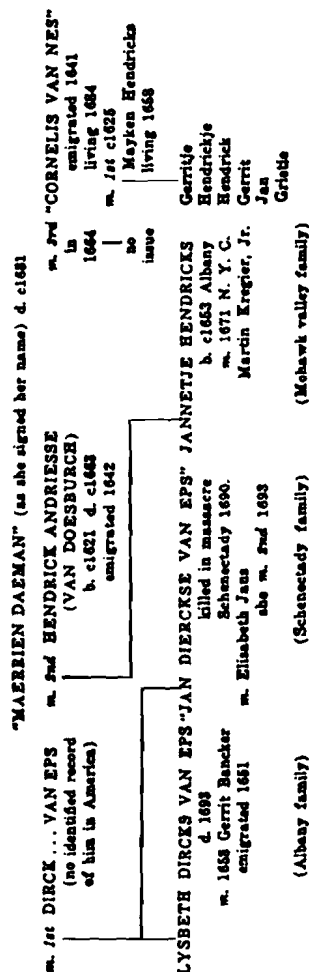 "MAERRIEN DAEMAN" (as she signed her name) d. c1681
m. 1st DIRCK... VAN EPS
(no identified record
of him in America)
m. 2nd HENDRICK ANDRIESSE
(VAN DOESBURCH)
b. c1621 d. c1663
emigrated 1642
m. 3rd "CORNELIS VAN NES"
in
1664
no
issue
emigrated 1641
living 1684
m. 1st c1625
Mayken Hendricks
living 1658
LYSBETH DIRCKS VAN EPS
d. 1693
m. 1658 Gerrit Bancker
emigrated 1651
(Albany family)
"JAN DIERCKSE VAN EPS"
killed in massacre
Schenectady 1690.
m. Elisabeth Jans
she m. 2nd 1693
(Schenectady family)
JANNETJE HENDRICKS
b. c1653 Albany
m. 1671 N. Y. C.
Martin Kregier, Jr.
(Mohawk valley family)
Gerritje
Hendrickje
Hendrick
Gerrit
Jan
Grietie